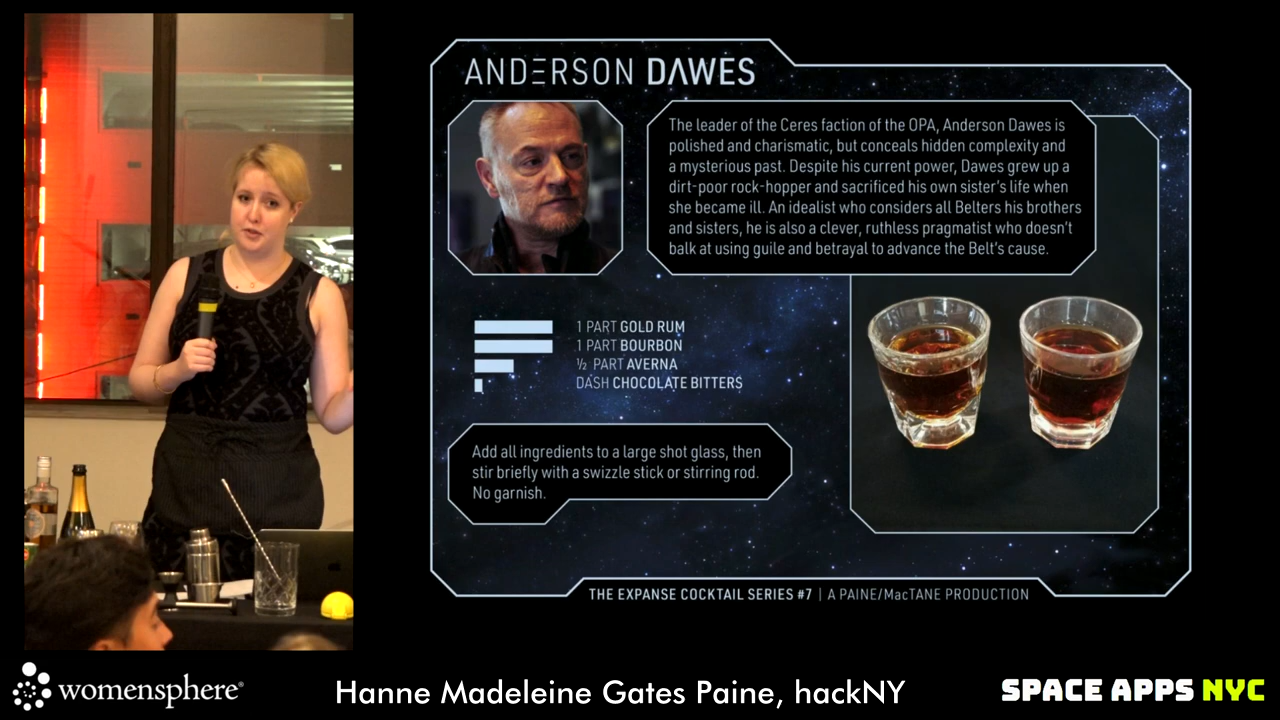 ANDERSON DAWES
The leader of the Ceres faction of the OPA, Anderson Dawes is
polished and charismatic, but conceals hidden complexity and
a mysterious past. Despite his current power, Dawes grew up a
dirt-poor rock-hopper and sacrificed his own sister's life when
she became ill. An idealist who considers all Belters his brothers
and sisters, he is also a clever, ruthless pragmatist who doesn't
balk at using guile and betrayal to advance the Belt's cause.
1 PART GOLD RUM
1 PART BOURBON
½ PART AVERNA
DASH CHOCOLATE BITTERS
Add all ingredients to a large shot glass, then
stir briefly with a swizzle stick or stirring rod.
No garnish.
THE EXPANSE COCKTAIL SERIES #7 | A PAINE/MacTANE PRODUCTION
womensphere®
Hanne Madeleine Gates Paine, hackNY
SPACE APPS NYC